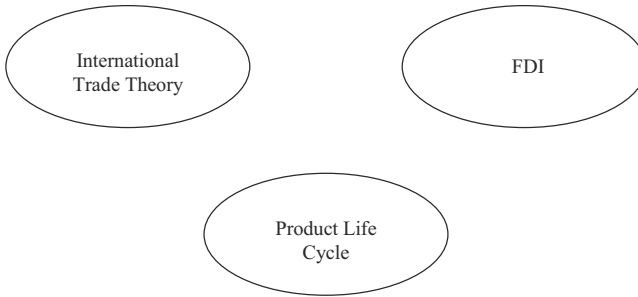 International
Trade Theory
FDI
Product Life
Cycle